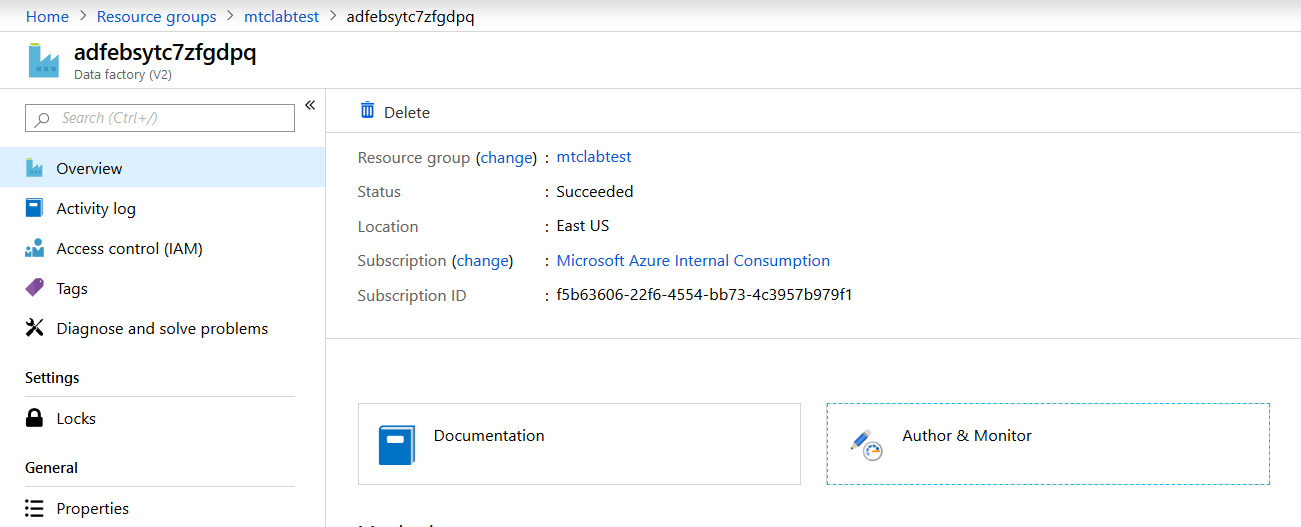 Home > Resource groups > mtclabtest > adfebsytc7zfgdpq
adfebsytc7zfgdpq
Data factory (V2)
Search (Ctrl+/)
«
Overview
Activity log
Access control (IAM)
Tags
Diagnose and solve problems
Settings
Locks
General
Properties
Delete
Resource group (change) : mtclabtest
Status : Succeeded
Location : East US
Subscription (change) : Microsoft Azure Internal Consumption
Subscription ID : f5b63606-22f6-4554-bb73-4c3957b979f1
Documentation
Author & Monitor